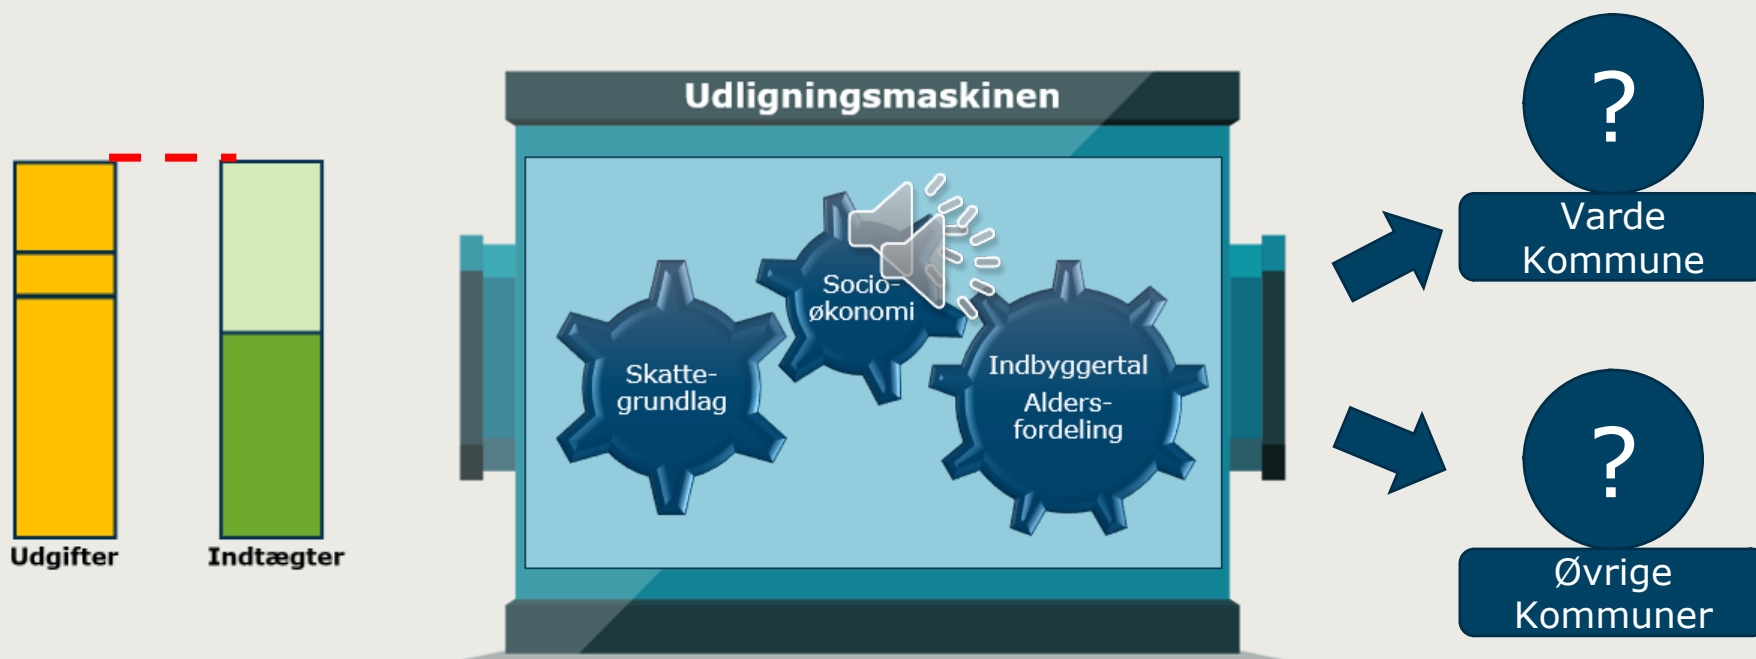 Udligningsmaskinen
Udgifter
Indtægter
Skatte-
grundlag
Socio-
økonomi
Indbyggertal
Alders-
fordeling
?
Varde
Kommune
?
Øvrige
Kommuner